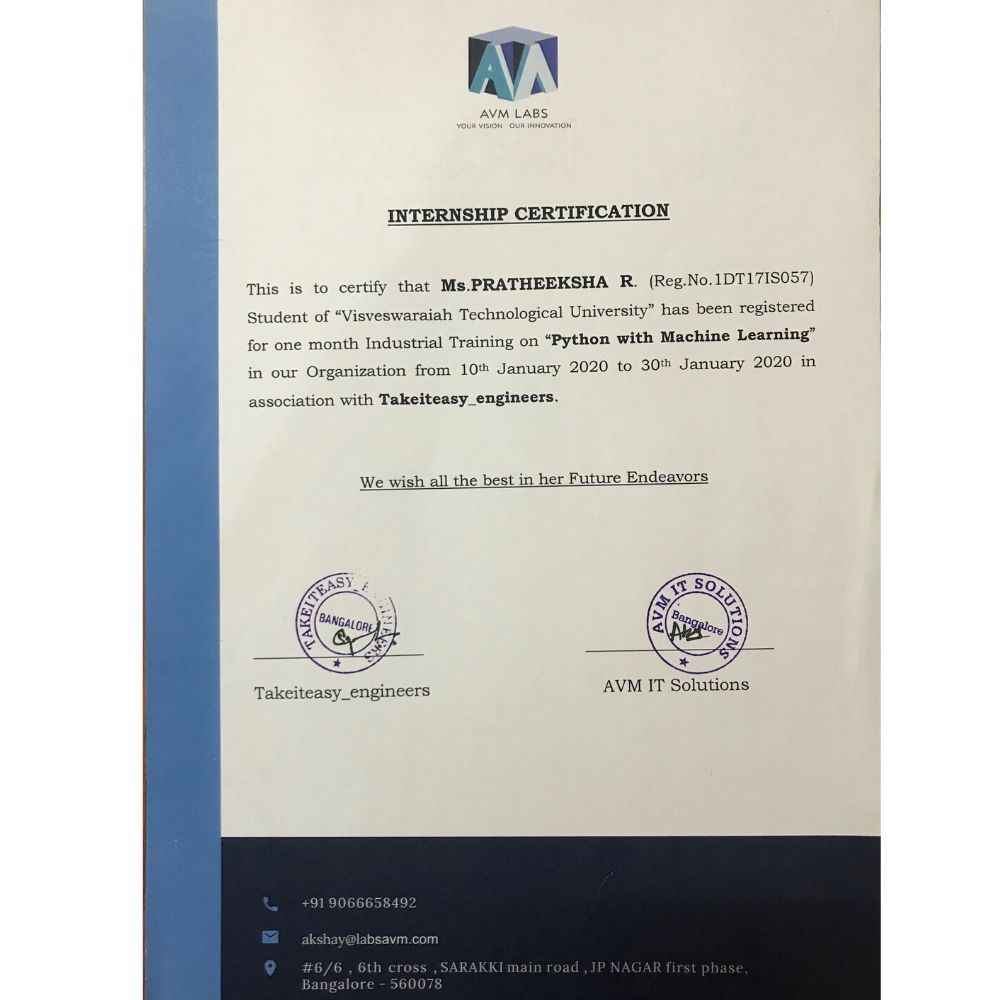 AVM LABS
YOUR VISION OUR INNOVATION
INTERNSHIP CERTIFICATION
This is to certify that Ms.PRATHEEKSHA R. (Reg.No.1DT17IS057)
Student of “Visveswaraiah Technological University” has been registered
for one month Industrial Training on “Python with Machine Learning”
in our Organization from 10th January 2020 to 30th January 2020 in
association with Takeiteasy_engineers.
We wish all the best in her Future Endeavors
TAKEITEASY_ENGINEERS
BANGALORE
Takeiteasy_engineers
AVM IT SOLUTIONS
Bangalore
AVM IT Solutions
+91 9066658492
akshay@labsavm.com
#6/6 , 6th cross , SARAKKI main road , JP NAGAR first phase,
Bangalore - 560078